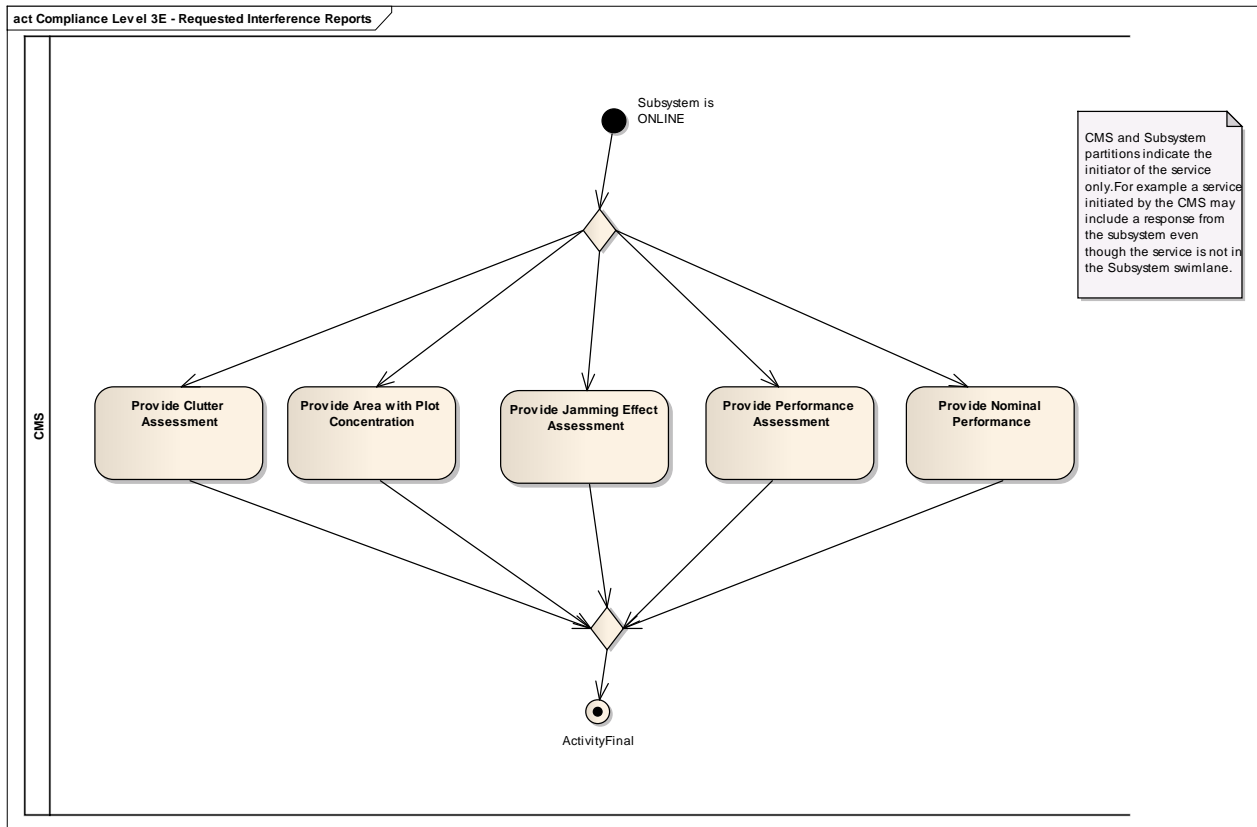 act Compliance Level 3E - Requested Interference Reports
Subsystem is
ONLINE
CMS and Subsystem
partitions indicate the
initiator of the service
only.For example a service
initiated by the CMS may
include a response from
the subsystem even
though the service is not in
the Subsystem swimlane.
CMS
Provide Clutter
Assessment
Provide Area with Plot
Concentration
Provide Jamming Effect
Assessment
Provide Performance
Assessment
Provide Nominal
Performance
ActivityFinal